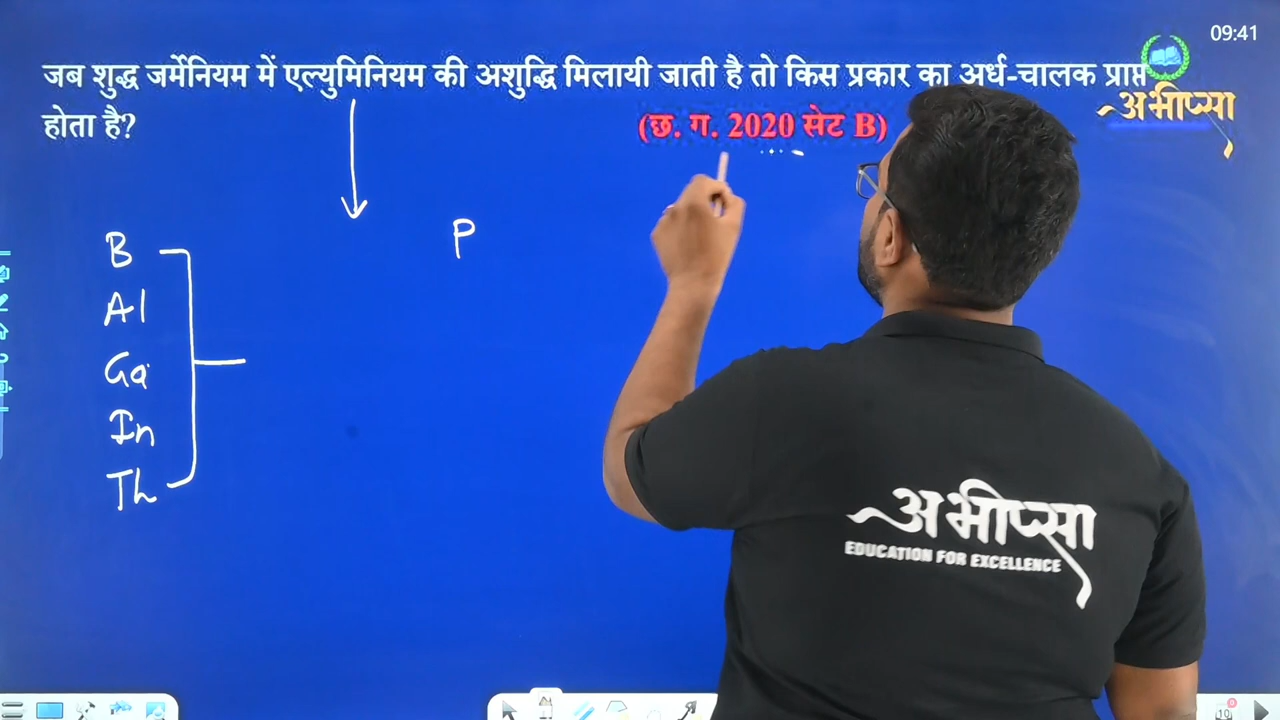 09:41
जब शुद्ध जर्मेनियम में एल्युमिनियम की अशुद्धि मिलायी जाती है तो किस प्रकार का अर्ध-चालक प्राप्त
होता है?
(छ. ग. 2020 सेट B)
अभीप्सा
P
B
Al
Ga
In
Th
अभीप्सा
EDUCATION FOR EXCELLENCE